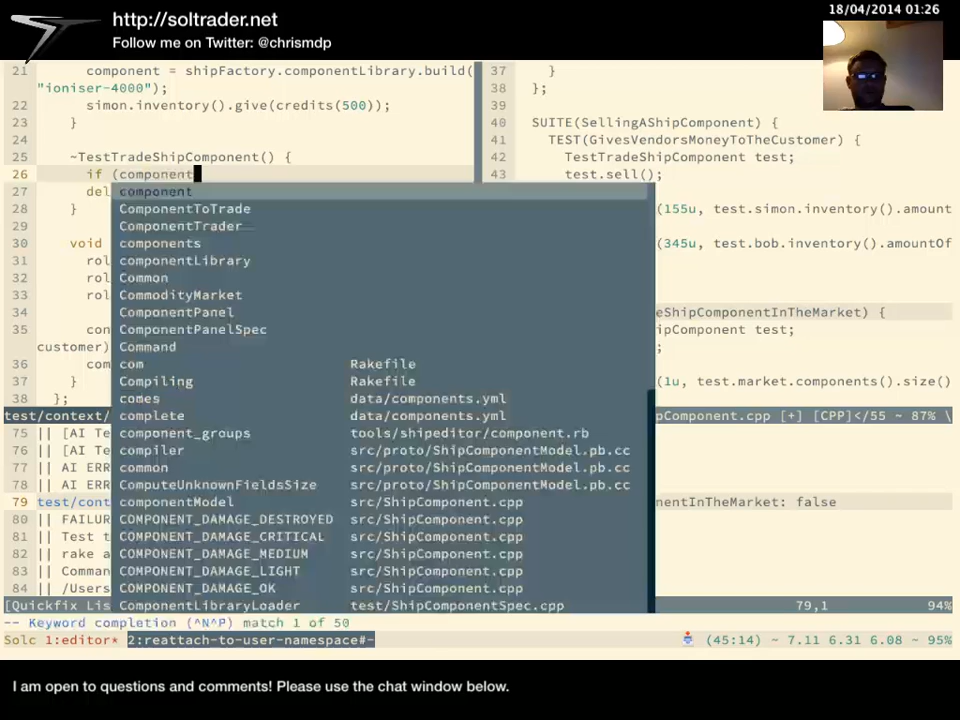 http://soltrader.net
Follow me on Twitter: @chrismdp
18/04/2014 01:26
21 component = shipFactory.componentLibrary.build(
"ioniser-4000");
22 simon.inventory().give(credits(500));
23 }
24
25 ~TestTradeShipComponent() {
26 if (component
27 del
28 }
29
30 void
31 rol
32 rol
33 rol
34
35 con
customer)
36 com
37 }
38 };
component
ComponentToTrade
ComponentTrader
components
componentLibrary
Common
CommodityMarket
ComponentPanel
ComponentPanelSpec
Command
com Rakefile
Compiling Rakefile
comes data/components.yml
complete data/components.yml
component_groups tools/shipeditor/component.rb
compiler src/proto/ShipComponentModel.pb.cc
common src/proto/ShipComponentModel.pb.cc
ComputeUnknownFieldsSize src/proto/ShipComponentModel.pb.cc
componentModel src/ShipComponent.cpp
COMPONENT_DAMAGE_DESTROYED src/ShipComponent.cpp
COMPONENT_DAMAGE_CRITICAL src/ShipComponent.cpp
COMPONENT_DAMAGE_MEDIUM src/ShipComponent.cpp
COMPONENT_DAMAGE_LIGHT src/ShipComponent.cpp
COMPONENT_DAMAGE_OK src/ShipComponent.cpp
ComponentLibraryLoader test/ShipComponentSpec.cpp
37 }
38 };
39
40 SUITE(SellingAShipComponent) {
41 TEST(GivesVendorsMoneyToTheCustomer) {
42 TestTradeShipComponent test;
43 test.sell();
(155u, test.simon.inventory().amount
(345u, test.bob.inventory().amountOf
eShipComponentInTheMarket) {
ipComponent test;
;
(1u, test.market.components().size()
test/context/
pComponent.cpp [+] [CPP]</55 ~ 87% \
75 || [AI Te
76 || [AI Te
77 || AI ERR
78 || AI ERR
79 test/cont
nentInTheMarket: false
80 || FAILUR
81 || Test t
82 || rake a
83 || Comman
84 || /Users
[Quickfix Lis
79,1 94%
-- Keyword completion (^N^P) match 1 of 50
Solc 1:editor* 2:reattach-to-user-namespace#-
(45:14) ~ 7.11 6.31 6.08 ~ 95%
I am open to questions and comments! Please use the chat window below.